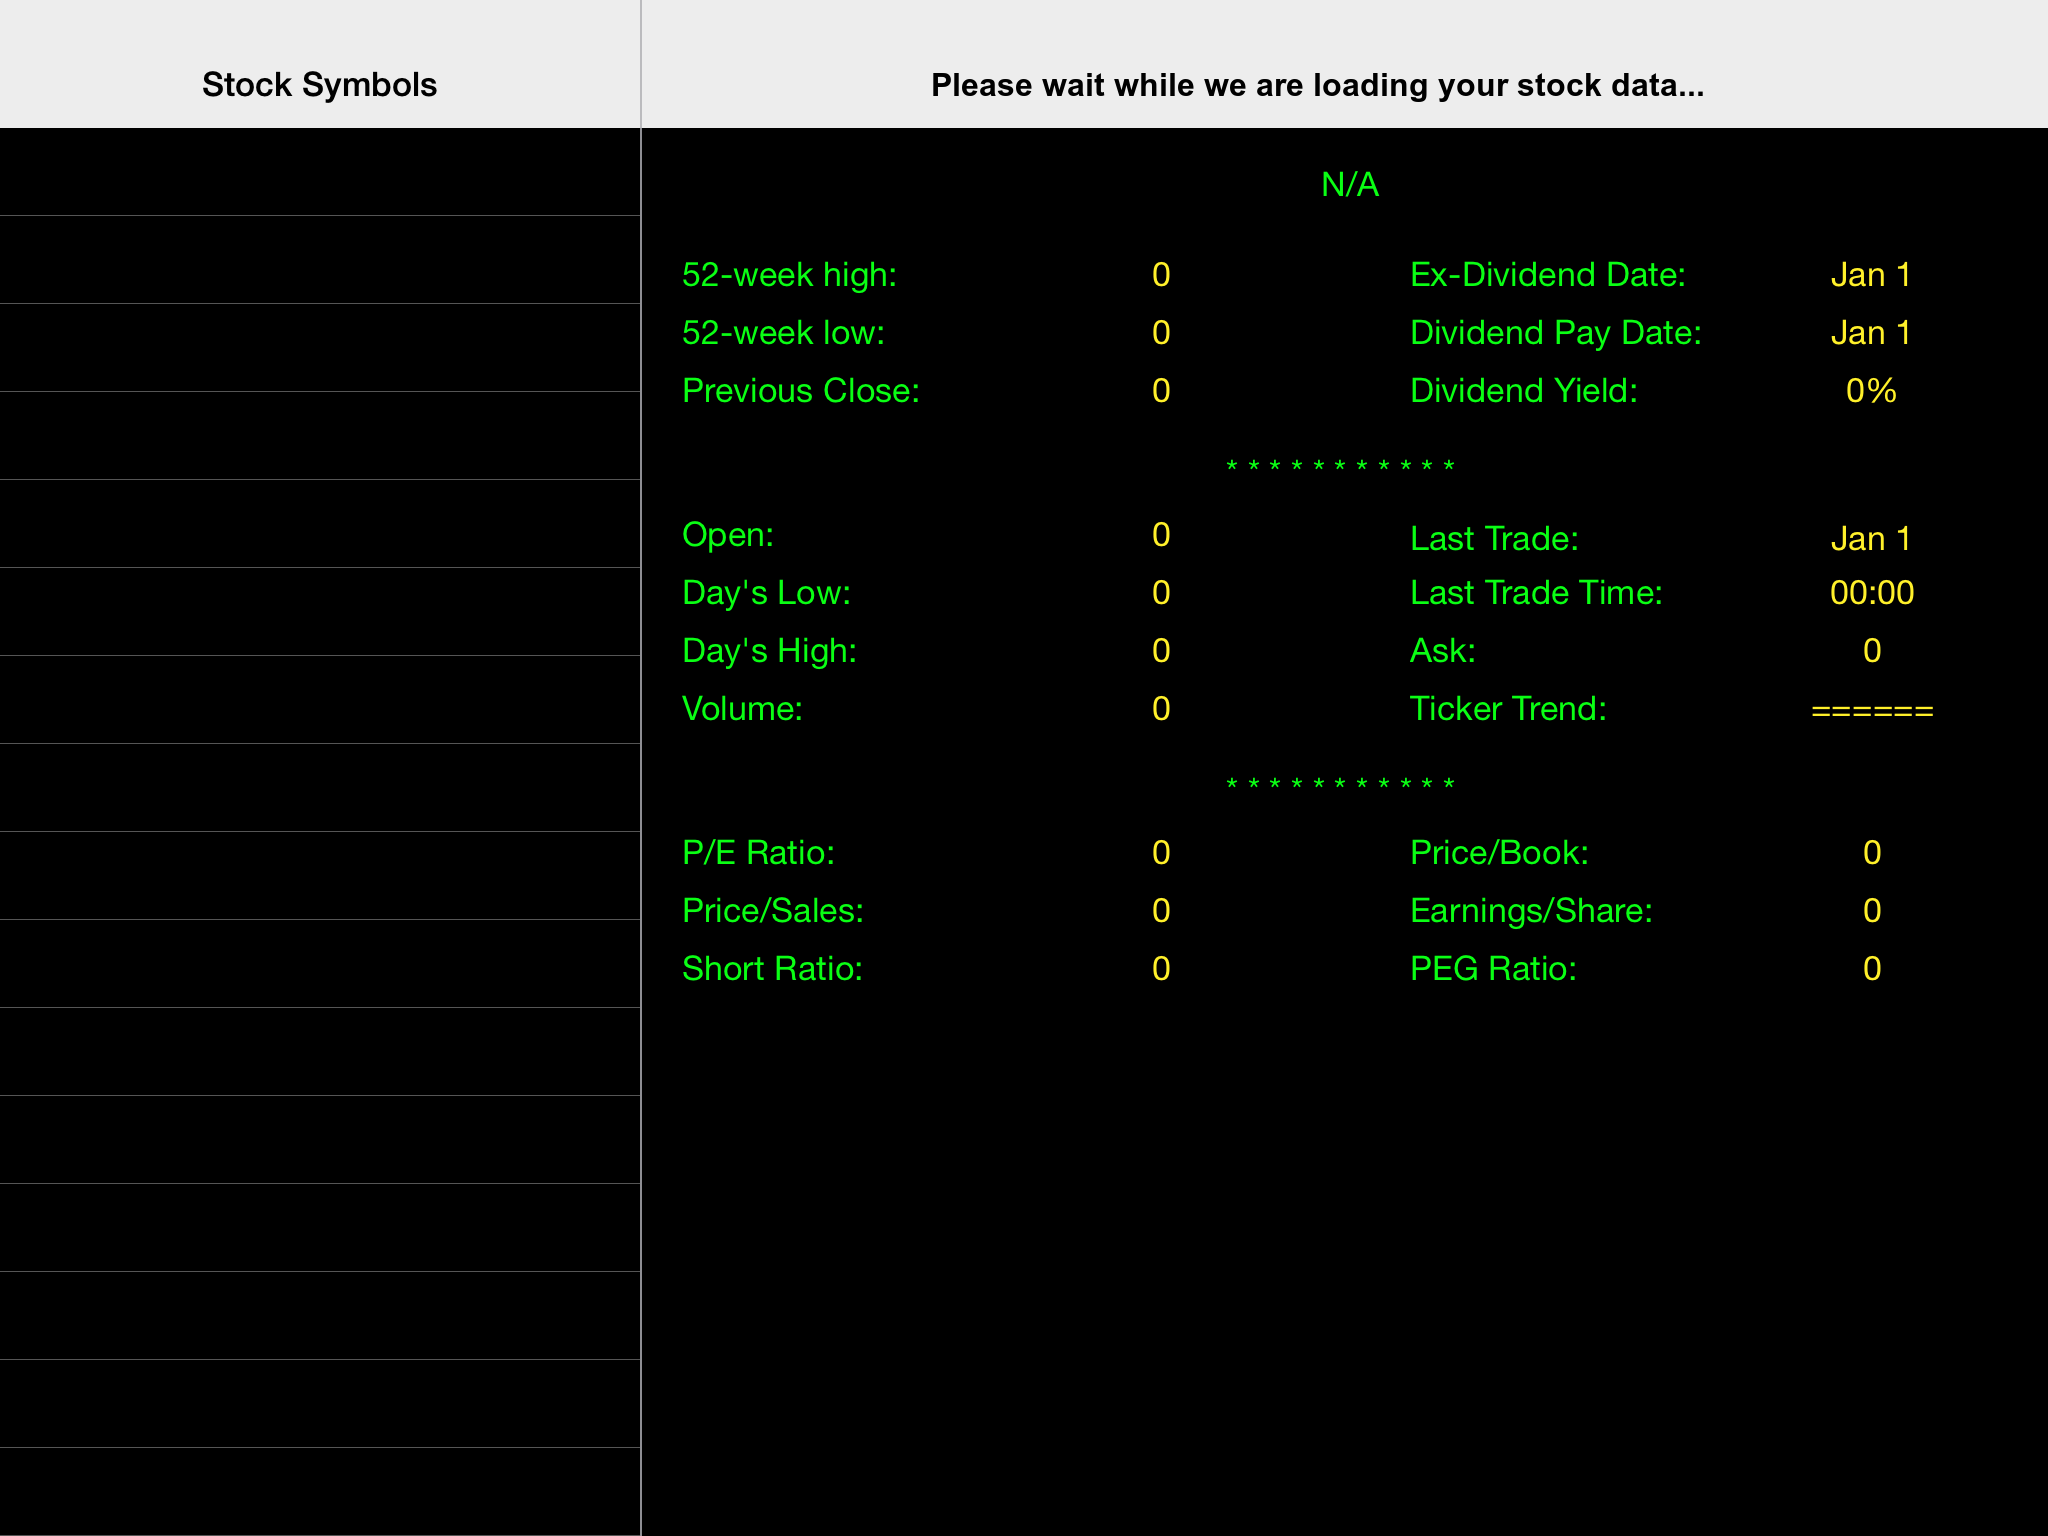 Stock Symbols
Please wait while we are loading your stock data...
N/A
52-week high: 0 Ex-Dividend Date: Jan 1
52-week low: 0 Dividend Pay Date: Jan 1
Previous Close: 0 Dividend Yield: 0%
* * * * * * * * * * *
Open: 0 Last Trade: Jan 1
Day's Low: 0 Last Trade Time: 00:00
Day's High: 0 Ask: 0
Volume: 0 Ticker Trend: ======
* * * * * * * * * * *
P/E Ratio: 0 Price/Book: 0
Price/Sales: 0 Earnings/Share: 0
Short Ratio: 0 PEG Ratio: 0